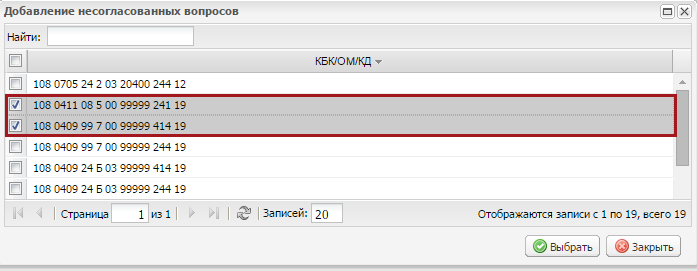 Добавление несогласованных вопросов
Найти:
КБК/ОМ/КД
108 0705 24 2 03 20400 244 12
108 0411 08 5 00 99999 241 19
108 0409 99 7 00 99999 414 19
108 0409 99 7 00 99999 244 19
108 0409 24 Б 03 99999 414 19
108 0409 24 Б 03 99999 244 19
Страница 1 из 1 Записей: 20 Отображаются записи с 1 по 19, всего 19
Выбрать Закрыть